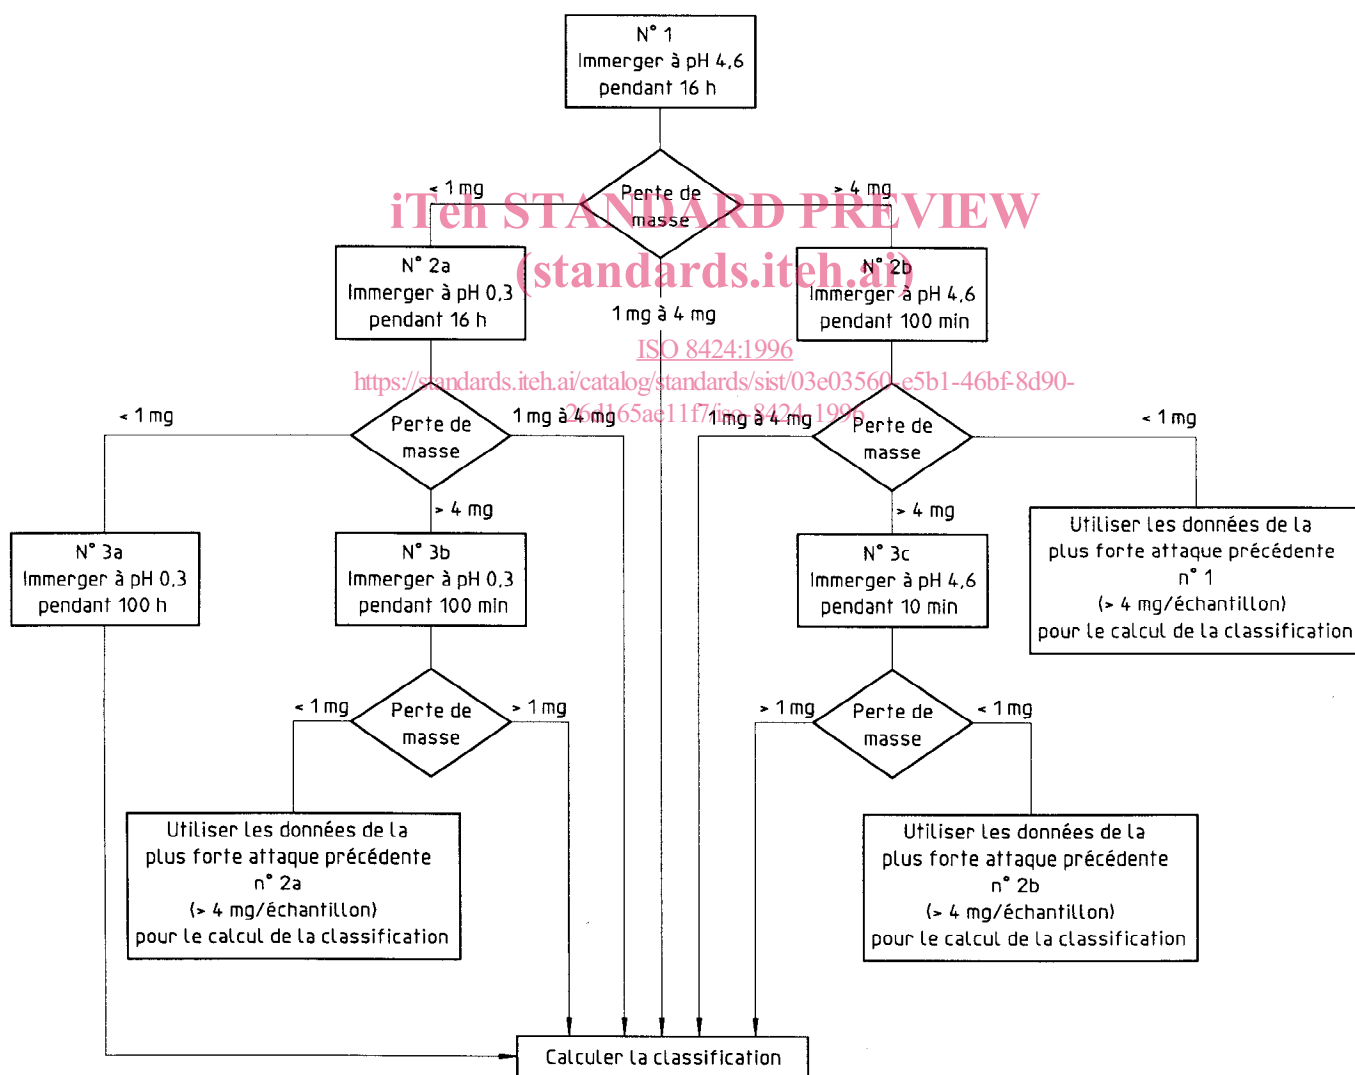 N° 1
Immerger à pH 4,6
pendant 16 h
< 1 mg
Perte de
masse
> 4 mg
iTeh STANDARD PREVIEW
(standards.iteh.ai)
N° 2a
Immerger à pH 0,3
pendant 16 h
1 mg à 4 mg
N° 2b
Immerger à pH 4,6
pendant 100 min
ISO 8424:1996
https://standards.iteh.ai/catalog/standards/sist/03e03560-e5b1-46bf-8d90-
26d165ae11f7/iso-8424-1996
< 1 mg
Perte de
masse
1 mg à 4 mg
> 4 mg
1 mg à 4 mg
Perte de
masse
< 1 mg
> 4 mg
N° 3a
Immerger à pH 0,3
pendant 100 h
N° 3b
Immerger à pH 0,3
pendant 100 min
N° 3c
Immerger à pH 4,6
pendant 10 min
Utiliser les données de la
plus forte attaque précédente
n° 1
(> 4 mg/échantillon)
pour le calcul de la classification
< 1 mg
Perte de
masse
> 1 mg
> 1 mg
Perte de
masse
< 1 mg
Utiliser les données de la
plus forte attaque précédente
n° 2a
(> 4 mg/échantillon)
pour le calcul de la classification
Utiliser les données de la
plus forte attaque précédente
n° 2b
(> 4 mg/échantillon)
pour le calcul de la classification
Calculer la classification